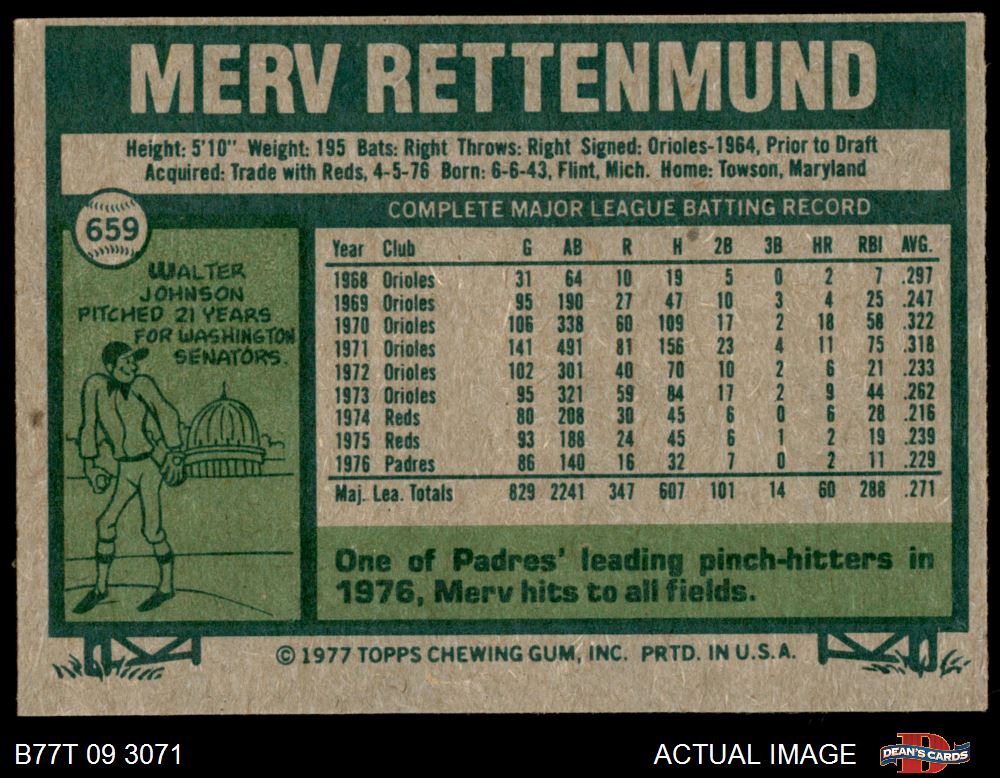 MERV RETTENMUND
Height: 5'10" Weight: 195 Bats: Right Throws: Right Signed: Orioles-1964, Prior to Draft
Acquired: Trade with Reds, 4-5-76 Born: 6-6-43, Flint, Mich. Home: Towson, Maryland
659
WALTER
JOHNSON
PITCHED 21 YEARS
FOR WASHINGTON
SENATORS.
COMPLETE MAJOR LEAGUE BATTING RECORD
Year Club G AB R H 2B 3B HR RBI AVG.
1968 Orioles 31 64 10 19 5 0 2 7 .297
1969 Orioles 95 190 27 47 10 3 4 25 .247
1970 Orioles 106 338 60 109 17 2 18 58 .322
1971 Orioles 141 491 81 156 23 4 11 75 .318
1972 Orioles 102 301 40 70 10 2 6 21 .233
1973 Orioles 95 321 59 84 17 2 9 44 .262
1974 Reds 80 208 30 45 6 0 6 28 .216
1975 Reds 93 188 24 45 6 1 2 19 .239
1976 Padres 86 140 16 32 7 0 2 11 .229
Maj. Lea. Totals 829 2241 347 607 101 14 60 288 .271
One of Padres' leading pinch-hitters in
1976, Merv hits to all fields.
© 1977 TOPPS CHEWING GUM, INC. PRTD. IN U.S.A.
B77T 09 3071
ACTUAL IMAGE
D
DEAN'S CARDS